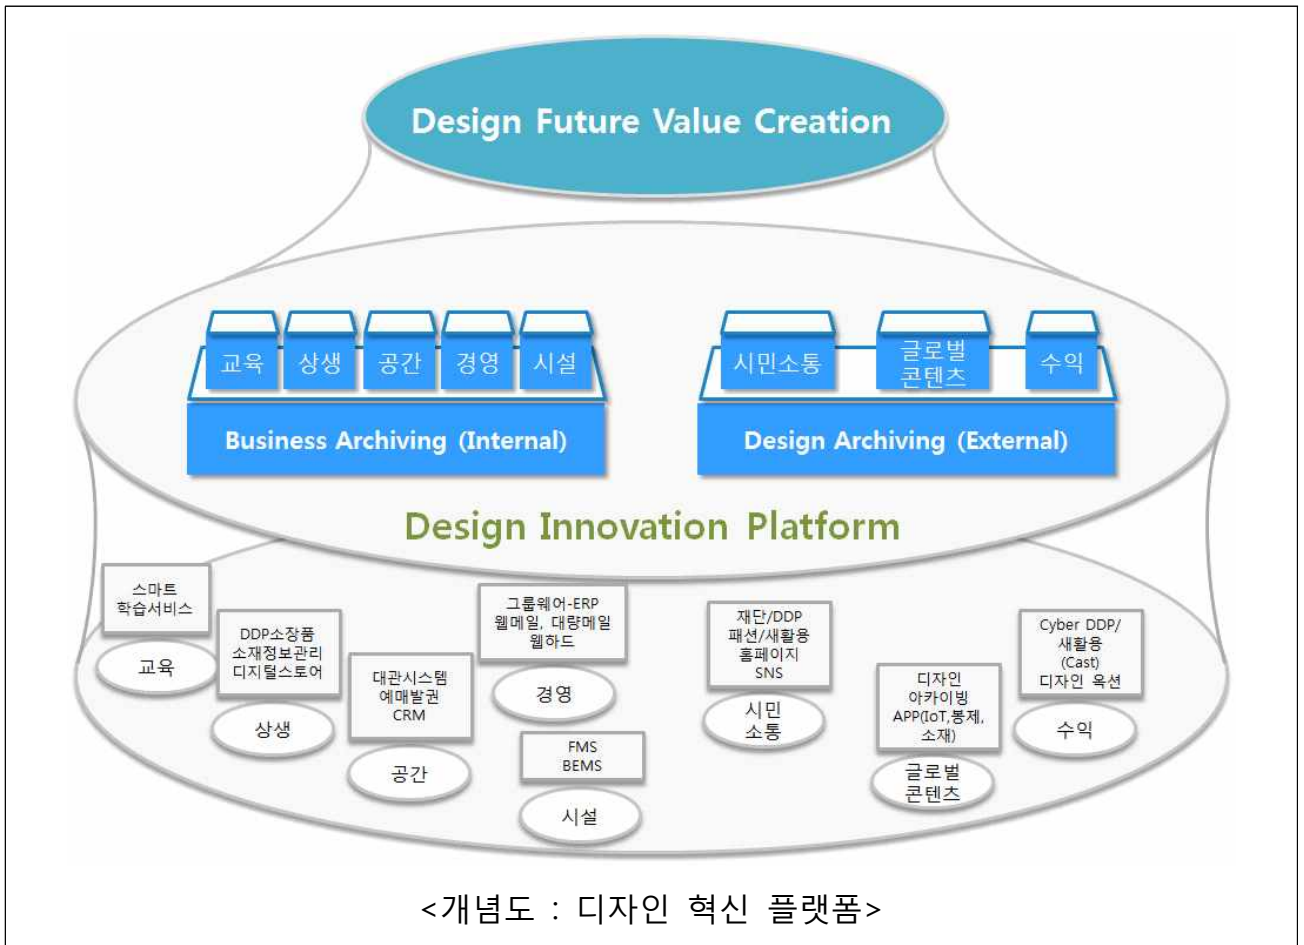 Design Future Value Creation
교육
상생
공간
경영
시설
Business Archiving (Internal)
시민소통
글로벌
콘텐츠
수익
Design Archiving (External)
Design Innovation Platform
스마트
학습서비스
교육
DDP소장품
소재정보관리
디지털스토어
상생
대관시스템
예매발권
CRM
공간
그룹웨어-ERP
웹메일, 대량메일
웹하드
경영
FMS
BEMS
시설
재단/DDP
패션/새활용
홈페이지
SNS
시민
소통
디자인
아카이빙
APP(IoT,봉제,
소재)
글로벌
콘텐츠
Cyber DDP/
새활용
(Cast)
디자인 옥션
수익
<개념도 : 디자인 혁신 플랫폼>